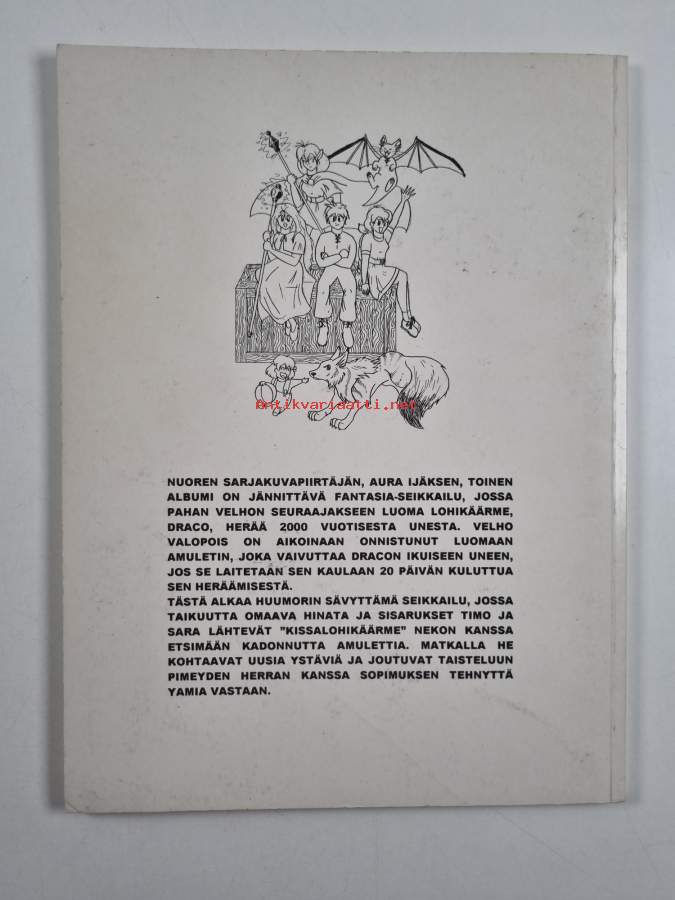 Antikvariaatti.net
NUOREN SARJAKUVAPIIRTÄJÄN, AURA IJÄKSEN, TOINEN
ALBUMI ON JÄNNITTÄVÄ FANTASIA-SEIKKAILU, JOSSA
PAHAN VELHON SEURAAJAKSEEN LUOMA LOHIKÄÄRME,
DRACO, HERÄÄ 2000 VUOTISESTA UNESTA. VELHO
VALOPOIS ON AIKOINAAN ONNISTUNUT LUOMAAN
AMULETIN, JOKA VAIVUTTAA DRACON IKUISEEN UNEEN,
JOS SE LAITETAAN SEN KAULAAN 20 PÄIVÄN KULUTTUA
SEN HERÄÄMISESTÄ.
TÄSTÄ ALKAA HUUMORIN SÄVYTTÄMÄ SEIKKAILU, JOSSA
TAIKUUTTA OMAAVA HINATA JA SISARUKSET TIMO JA
SARA LÄHTEVÄT "KISSALOHIKÄÄRME" NEKON KANSSA
ETSIMÄÄN KADONNUTTA AMULETTIA. MATKALLA HE
KOHTAAVAT UUSIA YSTÄVIÄ JA JOUTUVAT TAISTELUUN
PIMEYDEN HERRAN KANSSA SOPIMUKSEN TEHNYTTÄ
YAMIA VASTAAN.